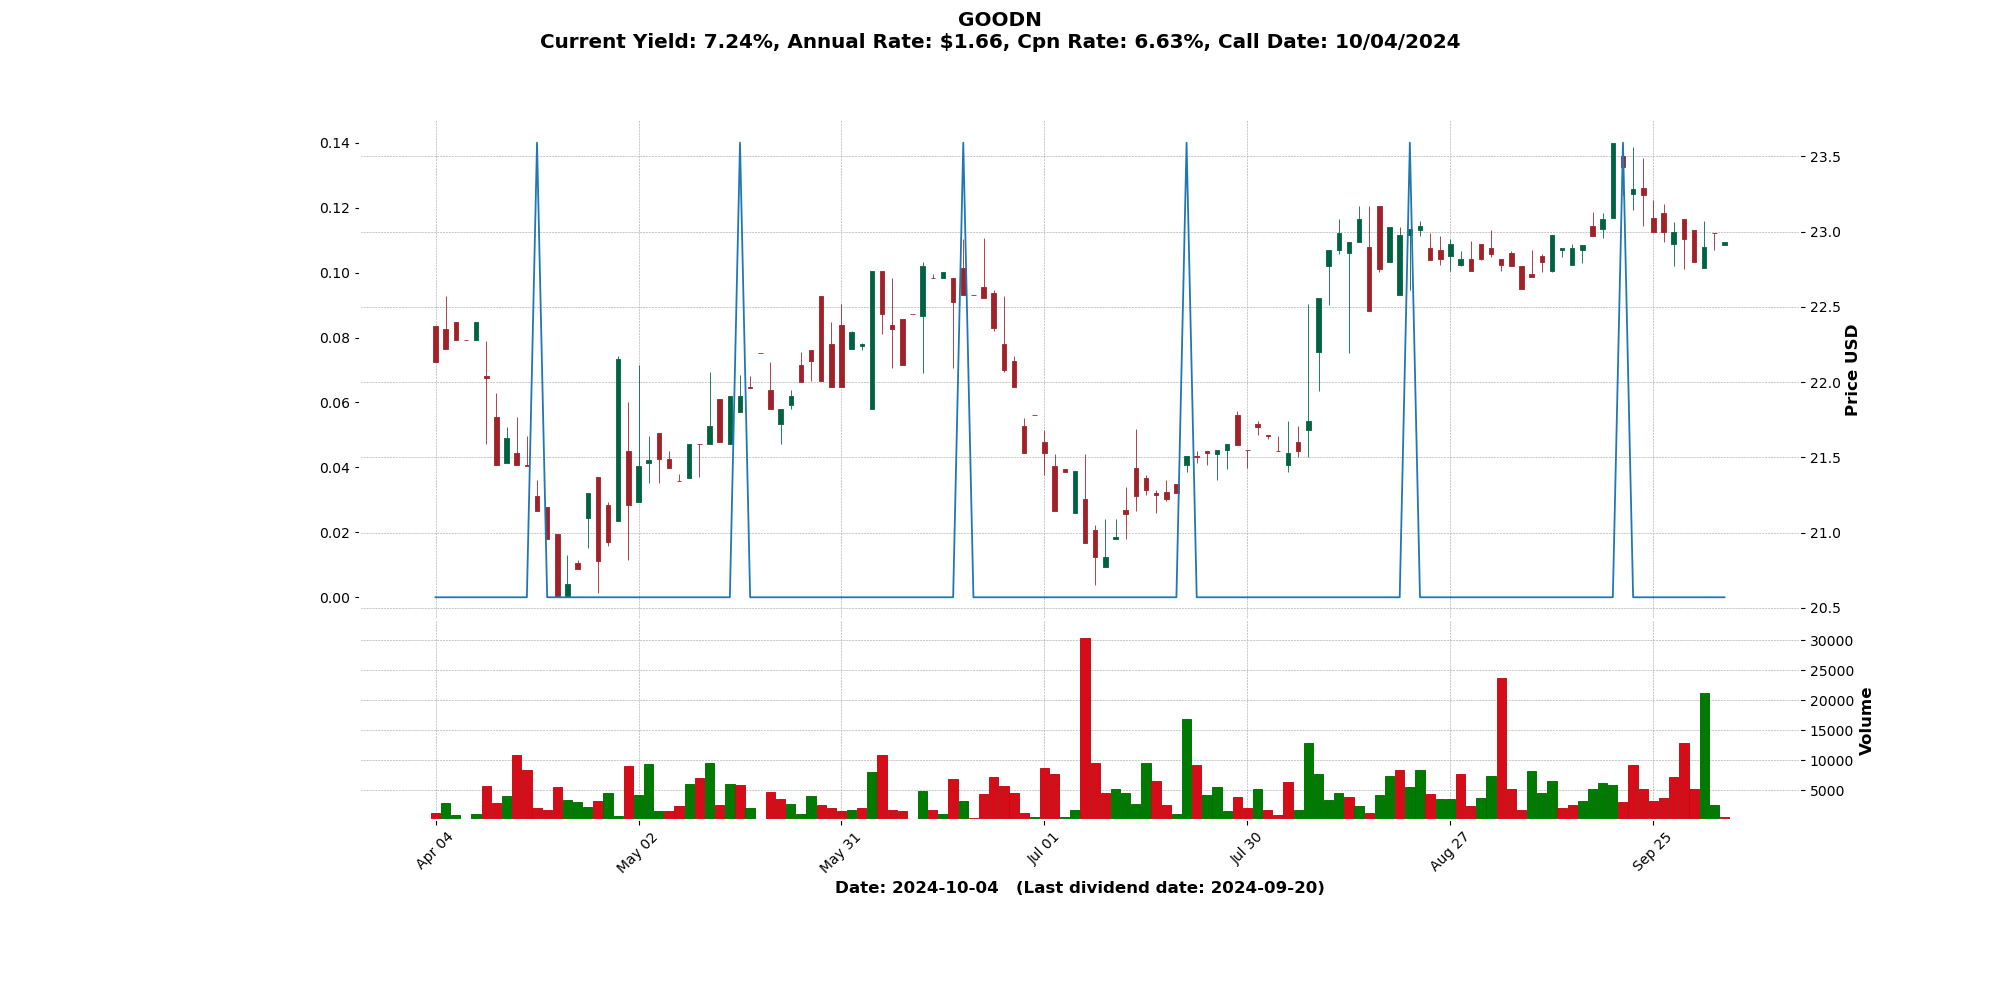 GOODN
Current Yield: 7.24%, Annual Rate: $1.66, Cpn Rate: 6.63%, Call Date: 10/04/2024
0.14
0.12
0.10
0.08
0.06
0.04
0.02
0.00
23.5
23.0
22.5
22.0
21.5
21.0
20.5
Price USD
30000
25000
20000
15000
10000
5000
Volume
Apr 04
May 02
May 31
Jul 01
Jul 30
Aug 27
Sep 25
Date: 2024-10-04 (Last dividend date: 2024-09-20)